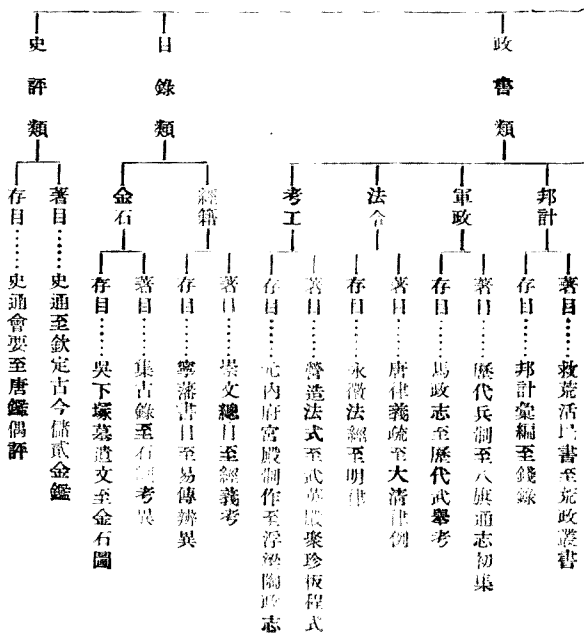 政書類
邦計
著目……救荒活民書至荒政叢書
存目……邦計彙編至錢錄
軍政
著目……歷代兵制至八旗通志初集
存目……馬政志至歷代武舉考
法令
著目……唐律義疏至大清律例
存目……永徽法經至明律
考工
著目……營造法式至武英殿聚珍板程式
存目……元內府宮殿制作至浮梁陶政志
目錄類
經籍
著目……崇文總目至經義考
存目……寧藩書目至易傳辨異
金石
著目……集古錄至石經考異
存目……吳下塚墓遺文至金石圖
史評類
著目……史通至欽定古今儲貳金鑑
存目……史通會要至唐鑑偶評